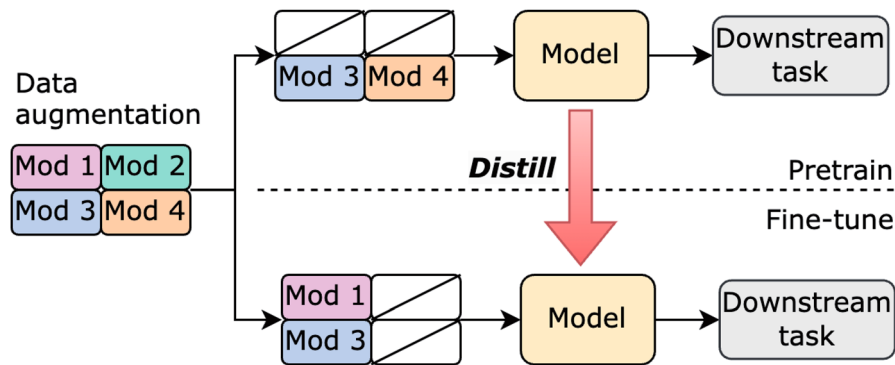 Data
augmentation
Mod 1 Mod 2
Mod 3 Mod 4
Mod 3 Mod 4
Model
Downstream
task
Distill
Pretrain
Fine-tune
Mod 1
Mod 3
Model
Downstream
task